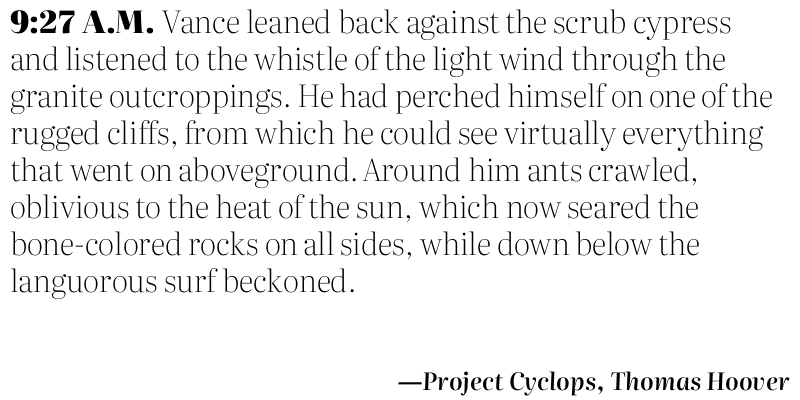 9:27 A.M. Vance leaned back against the scrub cypress
and listened to the whistle of the light wind through the
granite outcroppings. He had perched himself on one of the
rugged cliffs, from which he could see virtually everything
that went on aboveground. Around him ants crawled,
oblivious to the heat of the sun, which now seared the
bone-colored rocks on all sides, while down below the
languorous surf beckoned.
—Project Cyclops, Thomas Hoover